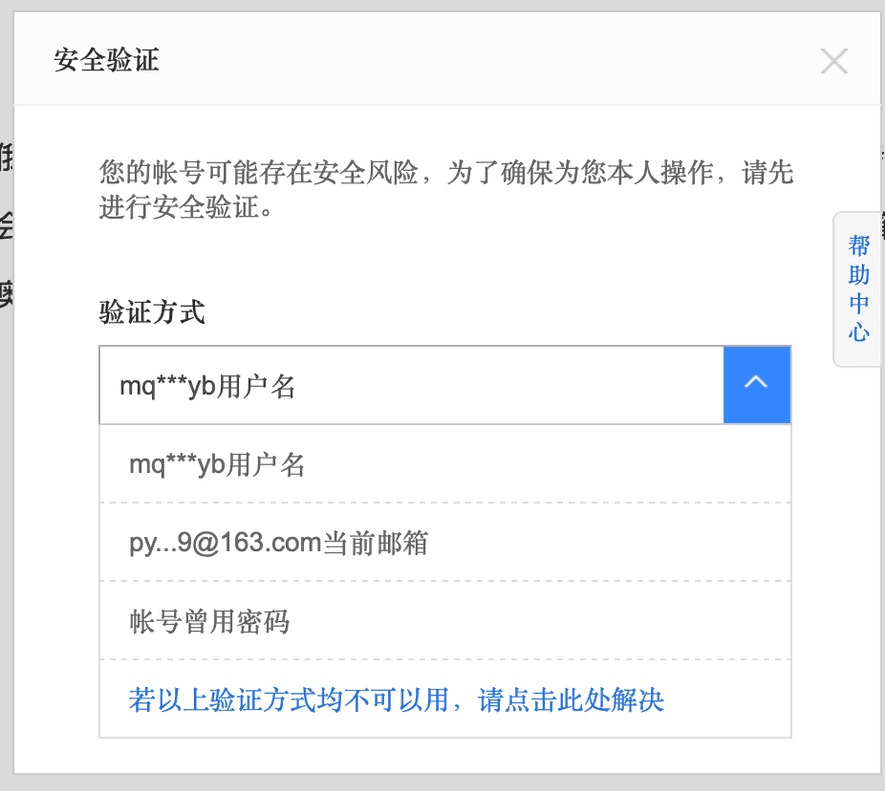 安全验证
您的帐号可能存在安全风险，为了确保为您本人操作，请先
进行安全验证。
帮助中心
验证方式
mq***yb用户名
mq***yb用户名
py...9@163.com当前邮箱
帐号曾用密码
若以上验证方式均不可以用，请点击此处解决